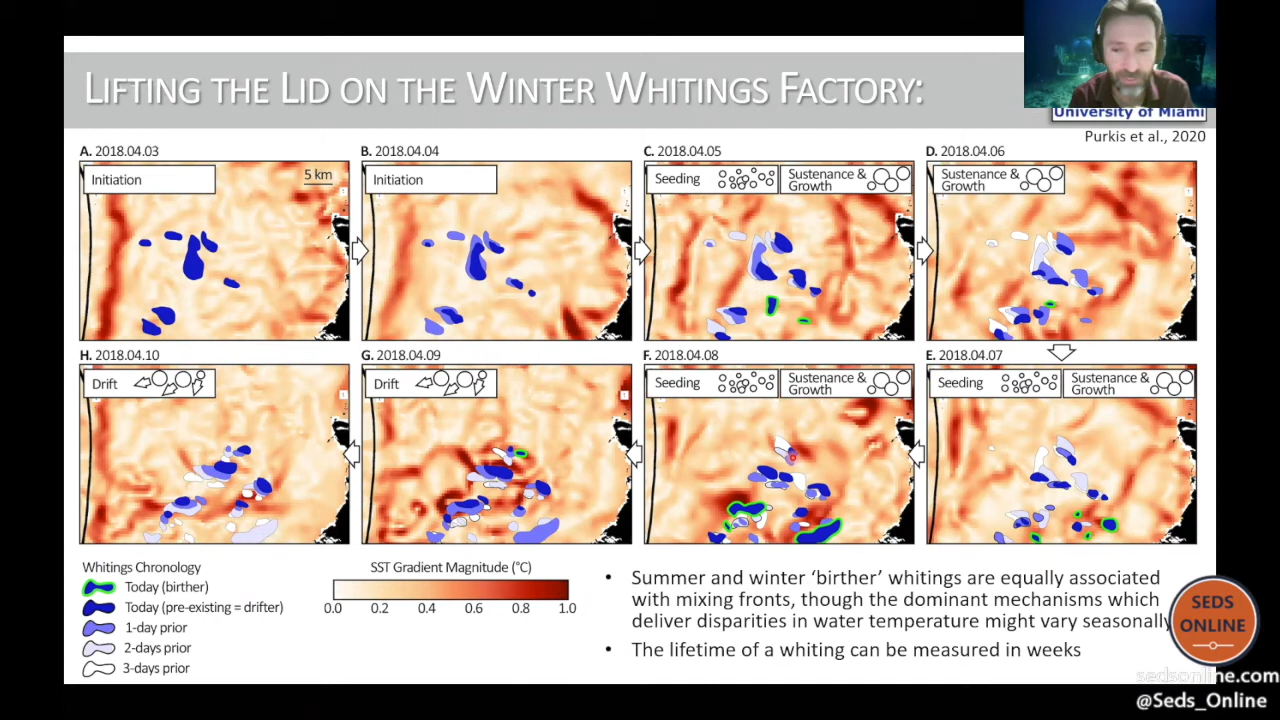 LIFTING THE LID ON THE WINTER WHITINGS FACTORY:
University of Miami
Purkis et al., 2020
A. 2018.04.03
B. 2018.04.04
C. 2018.04.05
D. 2018.04.06
Initiation
5 km
Initiation
Seeding
Sustenance &
Growth
Sustenance &
Growth
H. 2018.04.10
G. 2018.04.09
F. 2018.04.08
E. 2018.04.07
Drift
Drift
Seeding
Sustenance &
Growth
Seeding
Sustenance &
Growth
Whitings Chronology
Today (birther)
Today (pre-existing = drifter)
1-day prior
2-days prior
3-days prior
SST Gradient Magnitude (°C)
0.0 0.2 0.4 0.6 0.8 1.0
• Summer and winter ‘birther’ whitings are equally associated
with mixing fronts, though the dominant mechanisms which
deliver disparities in water temperature might vary seasonally
• The lifetime of a whiting can be measured in weeks
SEDS
ONLINE
sedsonline.com
@Seds_Online